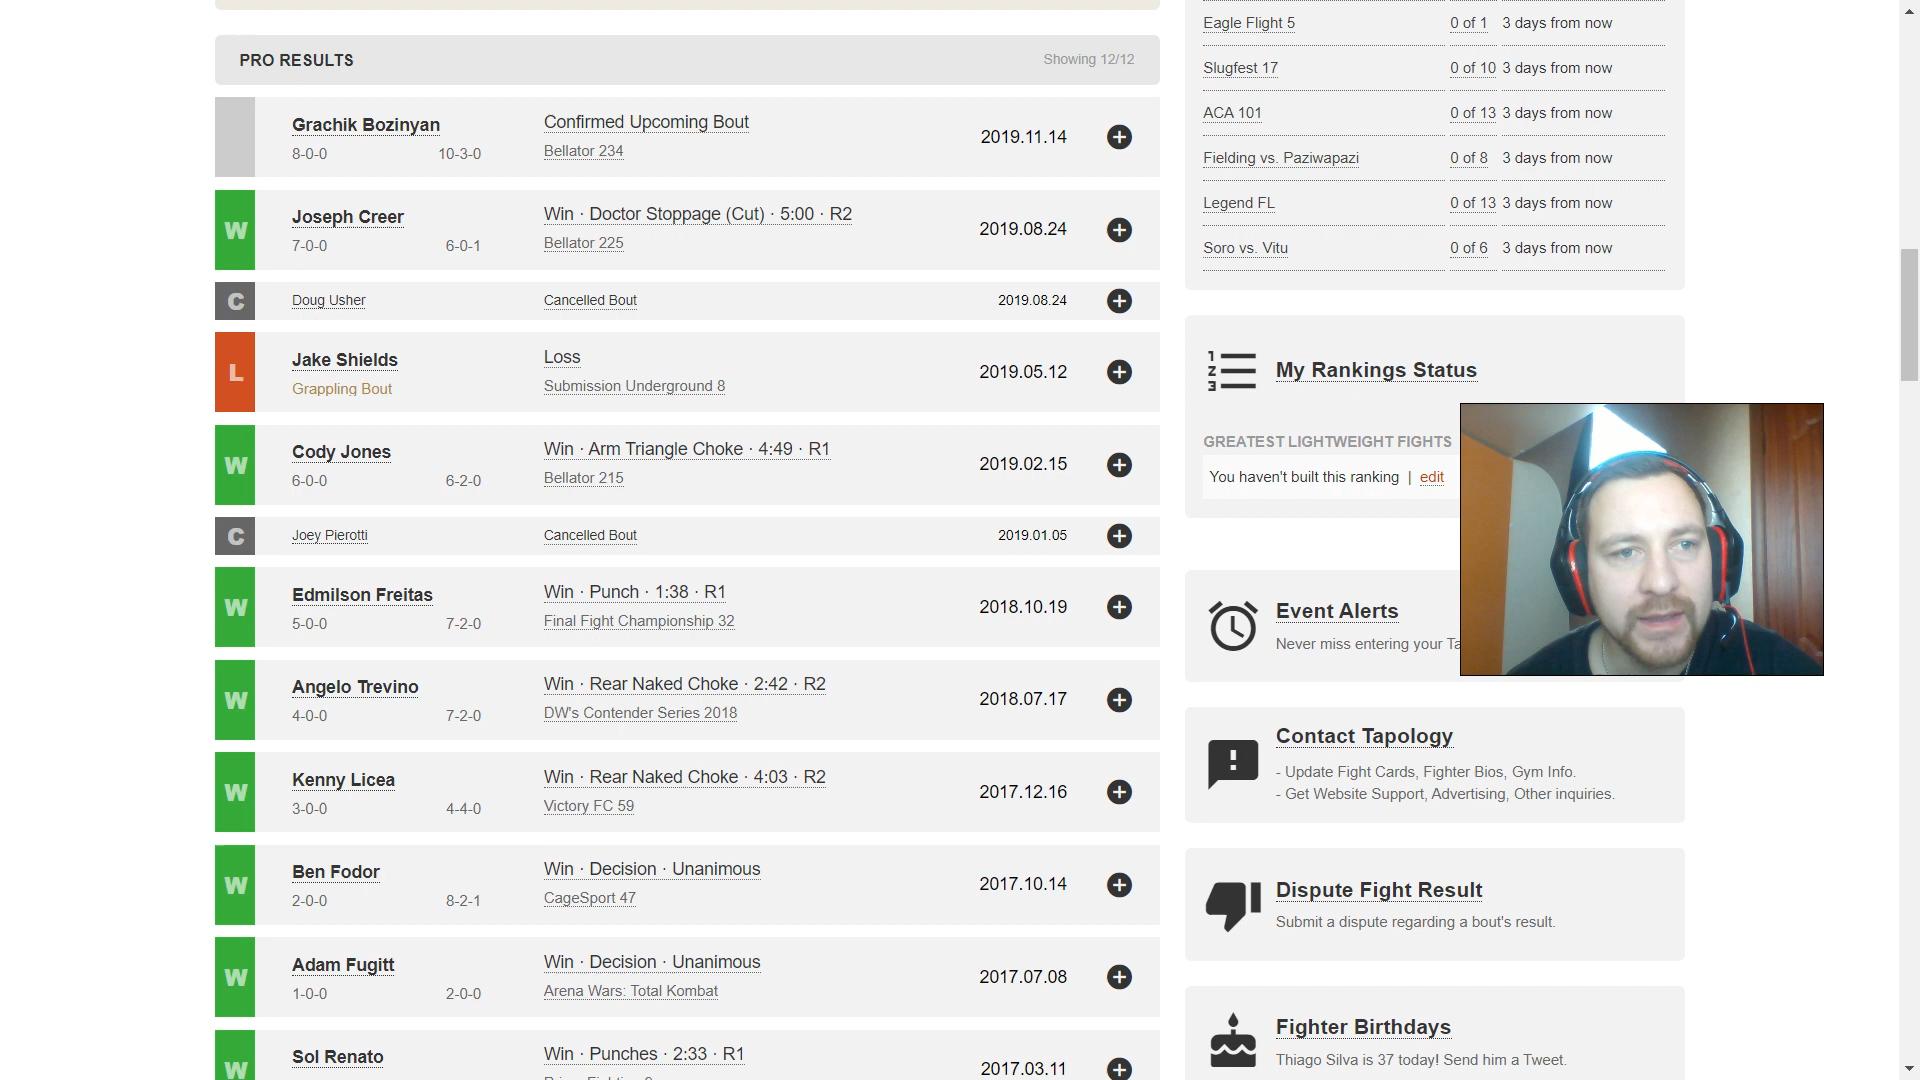 PRO RESULTS
Showing 12/12
Grachik Bozinyan
8-0-0 10-3-0
Confirmed Upcoming Bout
Bellator 234
2019.11.14
W
Joseph Creer
7-0-0 6-0-1
Win · Doctor Stoppage (Cut) · 5:00 · R2
Bellator 225
2019.08.24
C
Doug Usher
Cancelled Bout
2019.08.24
L
Jake Shields
Grappling Bout
Loss
Submission Underground 8
2019.05.12
W
Cody Jones
6-0-0 6-2-0
Win · Arm Triangle Choke · 4:49 · R1
Bellator 215
2019.02.15
C
Joey Pierotti
Cancelled Bout
2019.01.05
W
Edmilson Freitas
5-0-0 7-2-0
Win · Punch · 1:38 · R1
Final Fight Championship 32
2018.10.19
W
Angelo Trevino
4-0-0 7-2-0
Win · Rear Naked Choke · 2:42 · R2
DW's Contender Series 2018
2018.07.17
W
Kenny Licea
3-0-0 4-4-0
Win · Rear Naked Choke · 4:03 · R2
Victory FC 59
2017.12.16
W
Ben Fodor
2-0-0 8-2-1
Win · Decision · Unanimous
CageSport 47
2017.10.14
W
Adam Fugitt
1-0-0 2-0-0
Win · Decision · Unanimous
Arena Wars: Total Kombat
2017.07.08
W
Sol Renato
Win · Punches · 2:33 · R1
2017.03.11
Eagle Flight 5 0 of 1 3 days from now
Slugfest 17 0 of 10 3 days from now
ACA 101 0 of 13 3 days from now
Fielding vs. Paziwapazi 0 of 8 3 days from now
Legend FL 0 of 13 3 days from now
Soro vs. Vitu 0 of 6 3 days from now
1
2
3
My Rankings Status
GREATEST LIGHTWEIGHT FIGHTS
You haven't built this ranking | edit
Event Alerts
Never miss entering your Ta
Contact Tapology
- Update Fight Cards, Fighter Bios, Gym Info.
- Get Website Support, Advertising, Other inquiries.
Dispute Fight Result
Submit a dispute regarding a bout's result.
Fighter Birthdays
Thiago Silva is 37 today! Send him a Tweet.